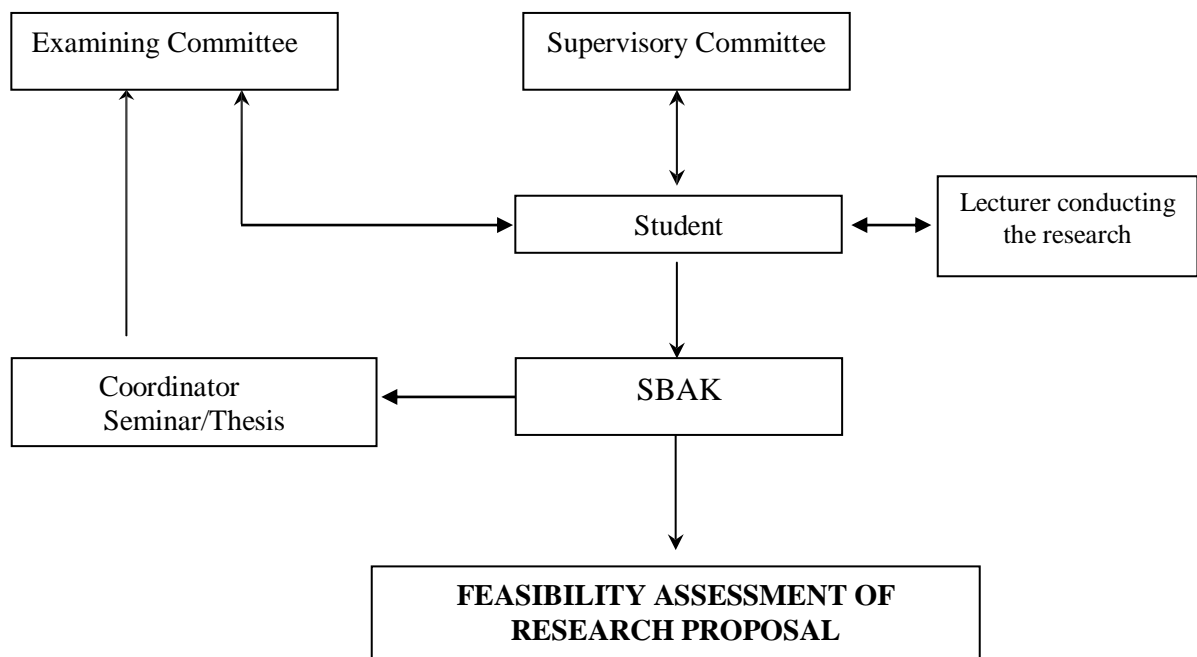 Examining Committee
Supervisory Committee
Student
Lecturer conducting
the research
Coordinator
Seminar/Thesis
SBAK
FEASIBILITY ASSESSMENT OF
RESEARCH PROPOSAL